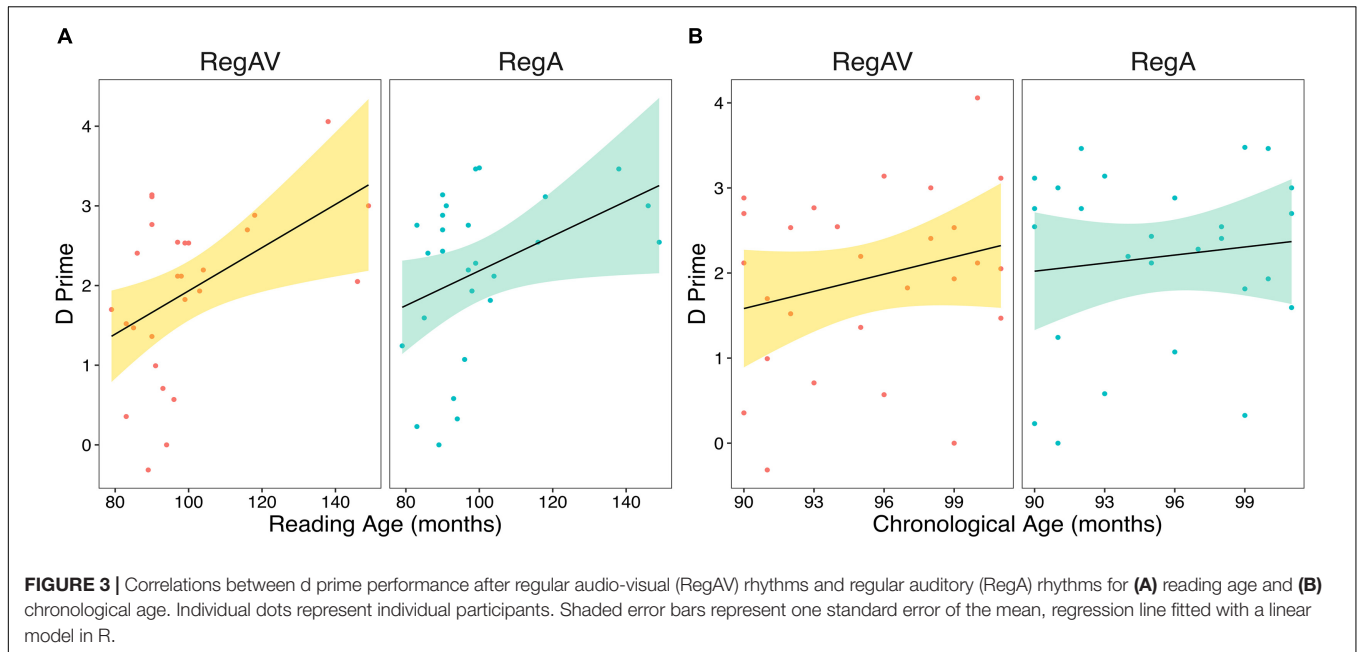 A
B
RegAV
RegA
RegAV
RegA
D Prime
4
3
2
1
0
80
100
120
140
80
100
120
140
Reading Age (months)
D Prime
4
3
2
1
0
90
93
96
99
90
93
96
99
Chronological Age (months)
FIGURE 3 | Correlations between d prime performance after regular audio-visual (RegAV) rhythms and regular auditory (RegA) rhythms for (A) reading age and (B)
chronological age. Individual dots represent individual participants. Shaded error bars represent one standard error of the mean, regression line fitted with a linear
model in R.